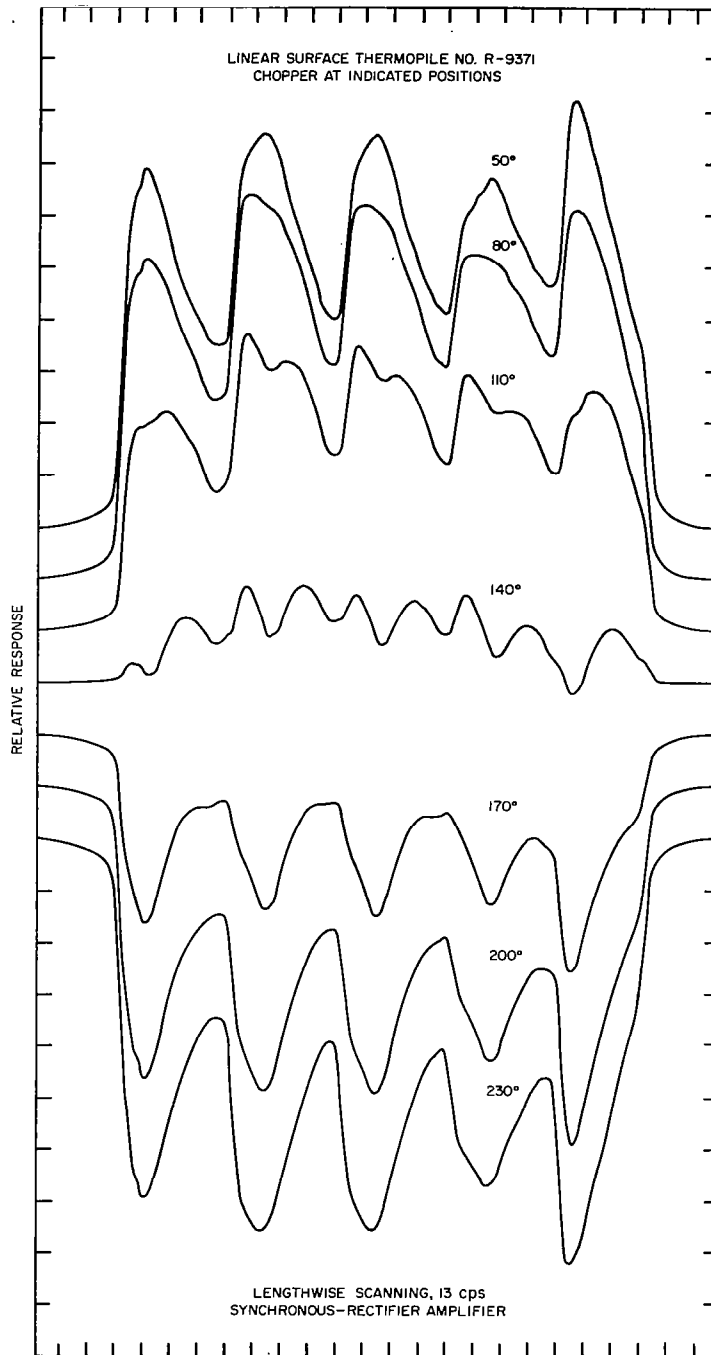 LINEAR SURFACE THERMOPILE NO. R-9371
CHOPPER AT INDICATED POSITIONS
50°
80°
110°
140°
RELATIVE RESPONSE
170°
200°
230°
LENGTHWISE SCANNING, 13 cps
SYNCHRONOUS-RECTIFIER AMPLIFIER